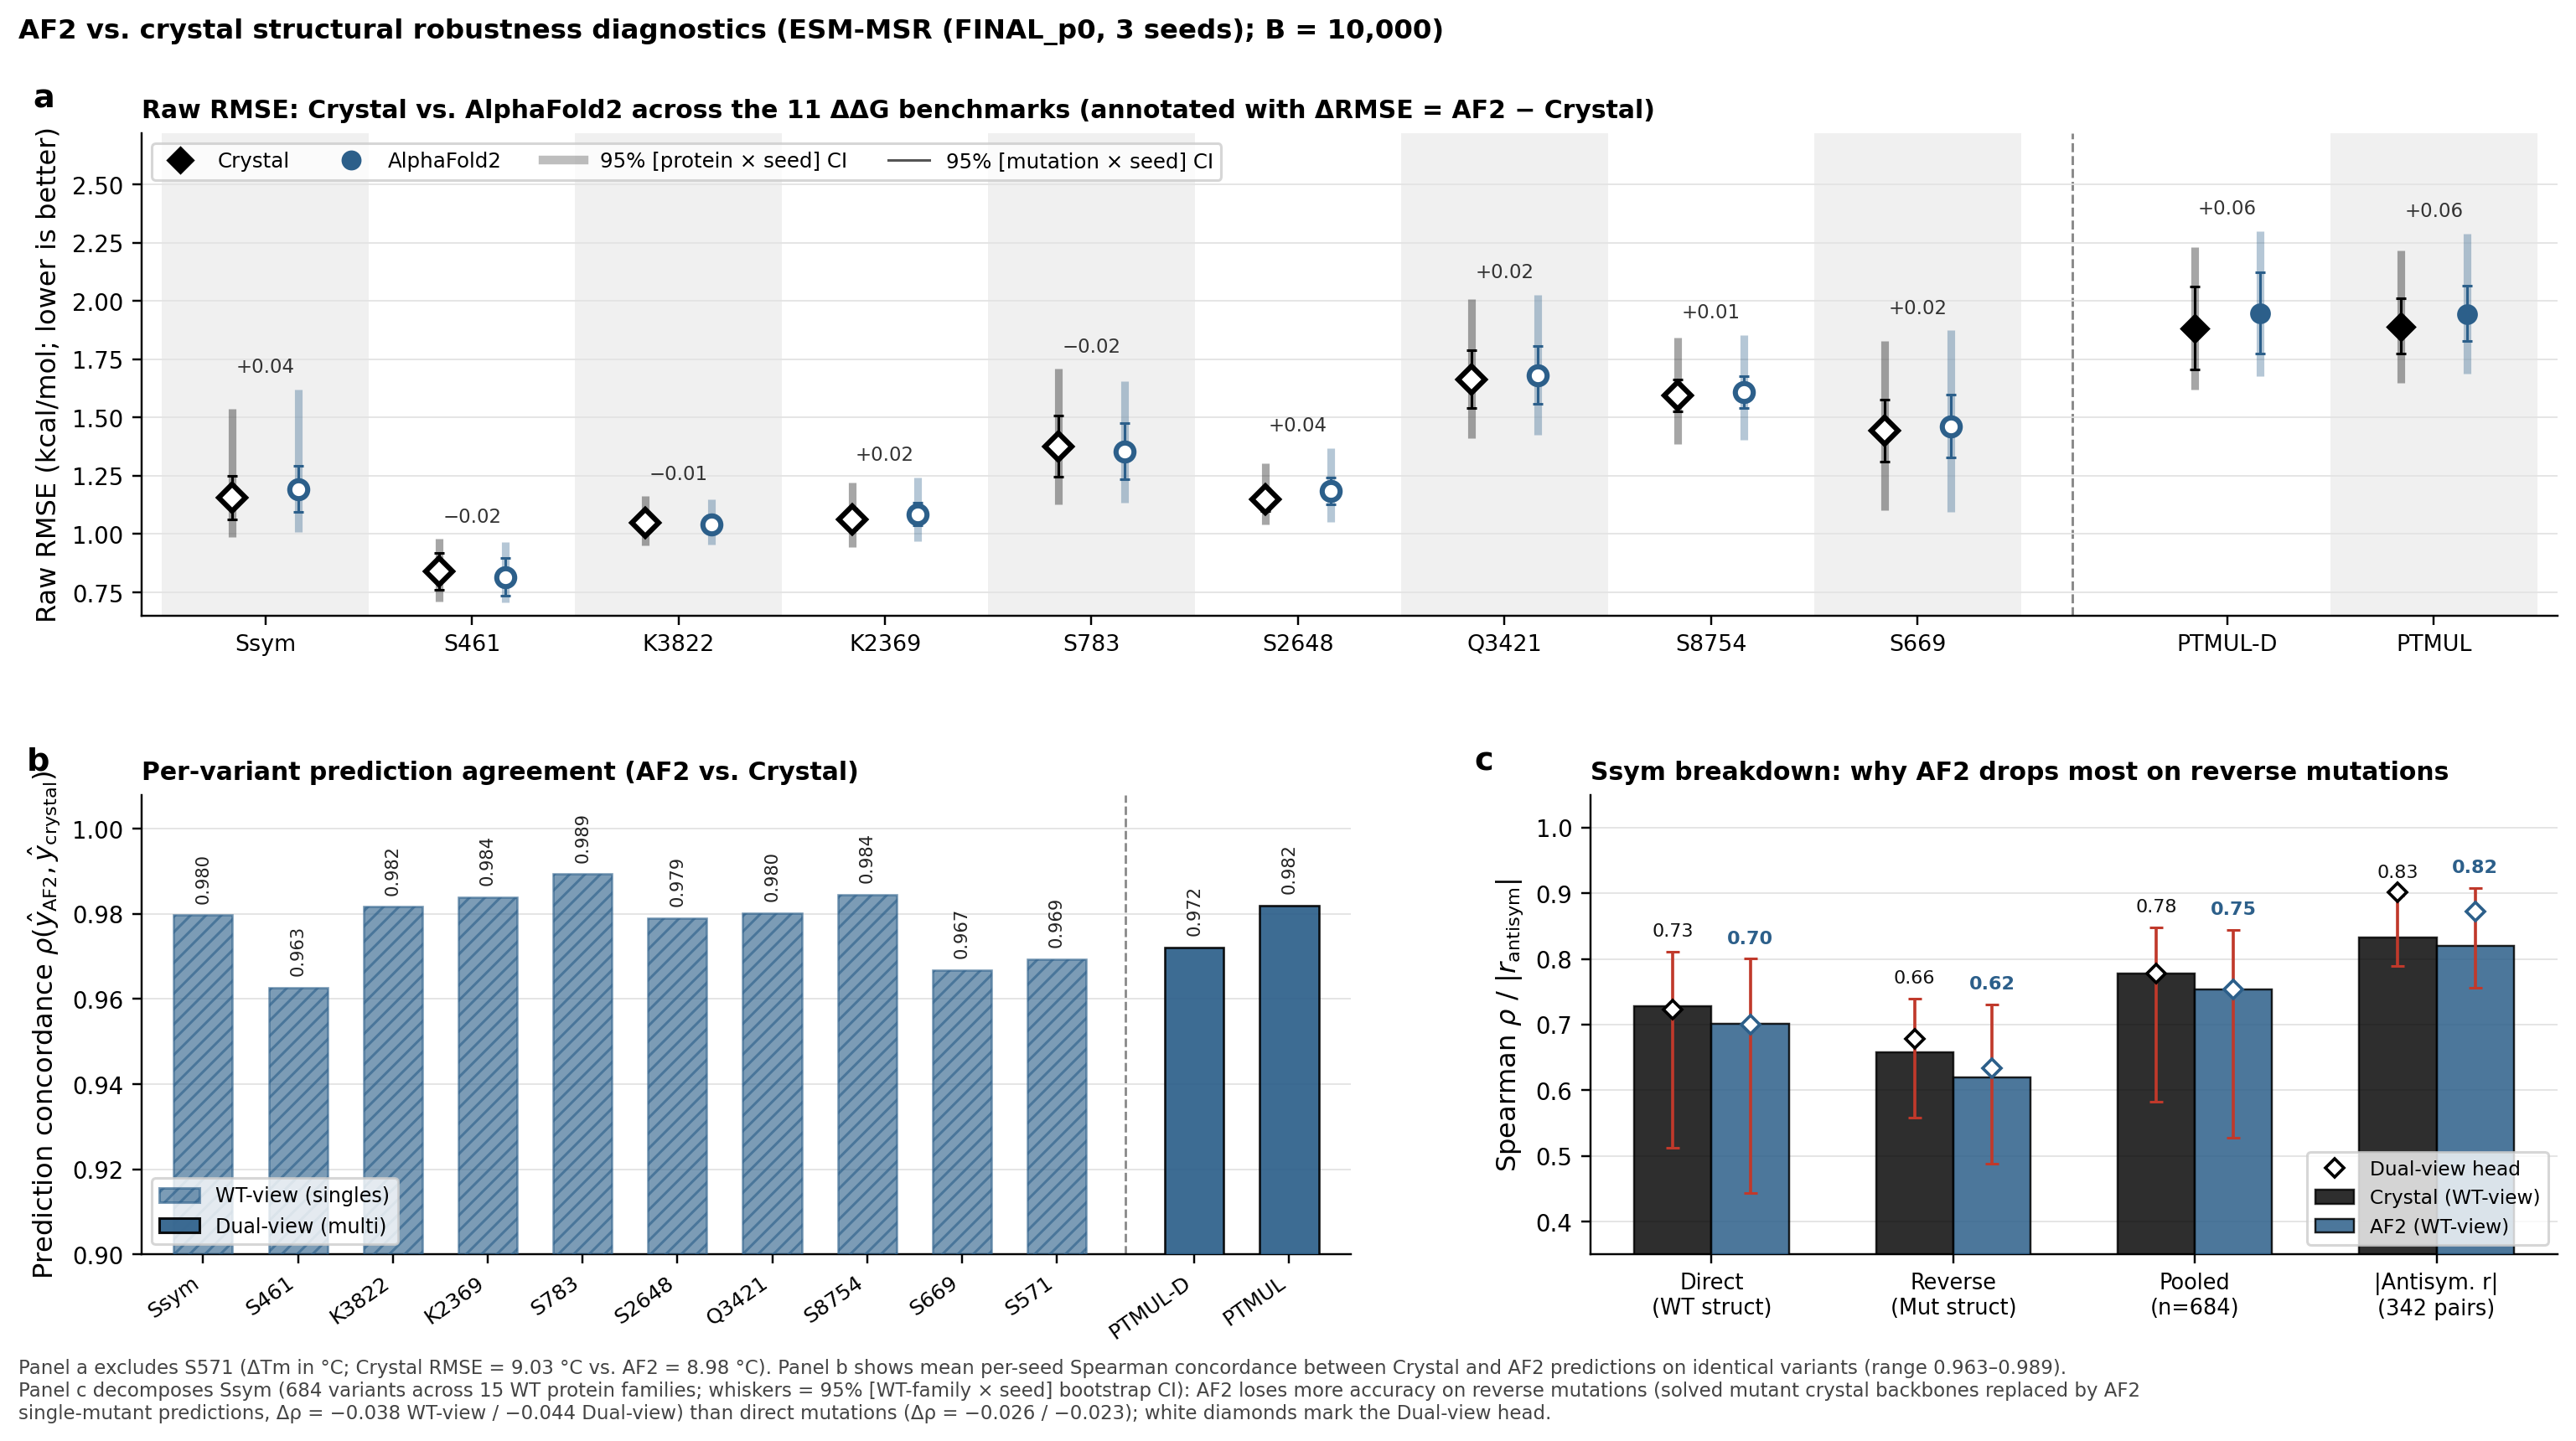 AF2 vs. crystal structural robustness diagnostics (ESM-MSR (FINAL_p0, 3 seeds); B = 10,000)
a
Raw RMSE: Crystal vs. AlphaFold2 across the 11 ΔΔG benchmarks (annotated with ΔRMSE = AF2 − Crystal)
Raw RMSE (kcal/mol; lower is better)
Crystal
AlphaFold2
95% [protein × seed] CI
95% [mutation × seed] CI
2.50
2.25
2.00
1.75
1.50
1.25
1.00
0.75
+0.04
−0.02
−0.01
+0.02
−0.02
+0.04
+0.02
+0.01
+0.02
+0.06
+0.06
Ssym
S461
K3822
K2369
S783
S2648
Q3421
S8754
S669
PTMUL-D
PTMUL
b
Per-variant prediction agreement (AF2 vs. Crystal)
Prediction concordance ρ(ŷAF2, ŷcrystal)
1.00
0.98
0.96
0.94
0.92
0.90
0.980
0.963
0.982
0.984
0.989
0.979
0.980
0.984
0.967
0.969
0.972
0.982
WT-view (singles)
Dual-view (multi)
Ssym
S461
K3822
K2369
S783
S2648
Q3421
S8754
S669
S571
PTMUL-D
PTMUL
c
Ssym breakdown: why AF2 drops most on reverse mutations
Spearman ρ / |rantisym|
1.0
0.9
0.8
0.7
0.6
0.5
0.4
0.73
0.70
0.66
0.62
0.78
0.75
0.83
0.82
Dual-view head
Crystal (WT-view)
AF2 (WT-view)
Direct
(WT struct)
Reverse
(Mut struct)
Pooled
(n=684)
|Antisym. r|
(342 pairs)
Panel a excludes S571 (ΔTm in °C; Crystal RMSE = 9.03 °C vs. AF2 = 8.98 °C). Panel b shows mean per-seed Spearman concordance between Crystal and AF2 predictions on identical variants (range 0.963–0.989).
Panel c decomposes Ssym (684 variants across 15 WT protein families; whiskers = 95% [WT-family × seed] bootstrap CI): AF2 loses more accuracy on reverse mutations (solved mutant crystal backbones replaced by AF2
single-mutant predictions, Δρ = −0.038 WT-view / −0.044 Dual-view) than direct mutations (Δρ = −0.026 / −0.023); white diamonds mark the Dual-view head.